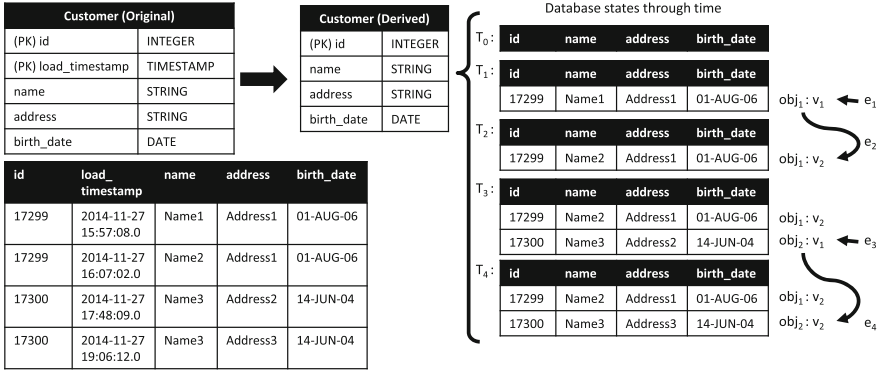 Customer (Original)
(PK) id INTEGER
(PK) load_timestamp TIMESTAMP
name STRING
address STRING
birth_date DATE
Customer (Derived)
(PK) id INTEGER
name STRING
address STRING
birth_date DATE
id load_ name address birth_date
timestamp
17299 2014-11-27 Name1 Address1 01-AUG-06
15:57:08.0
17299 2014-11-27 Name2 Address1 01-AUG-06
16:07:02.0
17300 2014-11-27 Name3 Address2 14-JUN-04
17:48:09.0
17300 2014-11-27 Name3 Address3 14-JUN-04
19:06:12.0
Database states through time
T0: id name address birth_date
T1: id name address birth_date
17299 Name1 Address1 01-AUG-06 obj1: v1 e1
T2: id name address birth_date e2
17299 Name2 Address1 01-AUG-06 obj1: v2
T3: id name address birth_date
17299 Name2 Address1 01-AUG-06 obj1: v2
17300 Name3 Address2 14-JUN-04 obj2: v1 e3
T4: id name address birth_date
17299 Name2 Address1 01-AUG-06 obj1: v2
17300 Name3 Address3 14-JUN-04 obj2: v2 e4